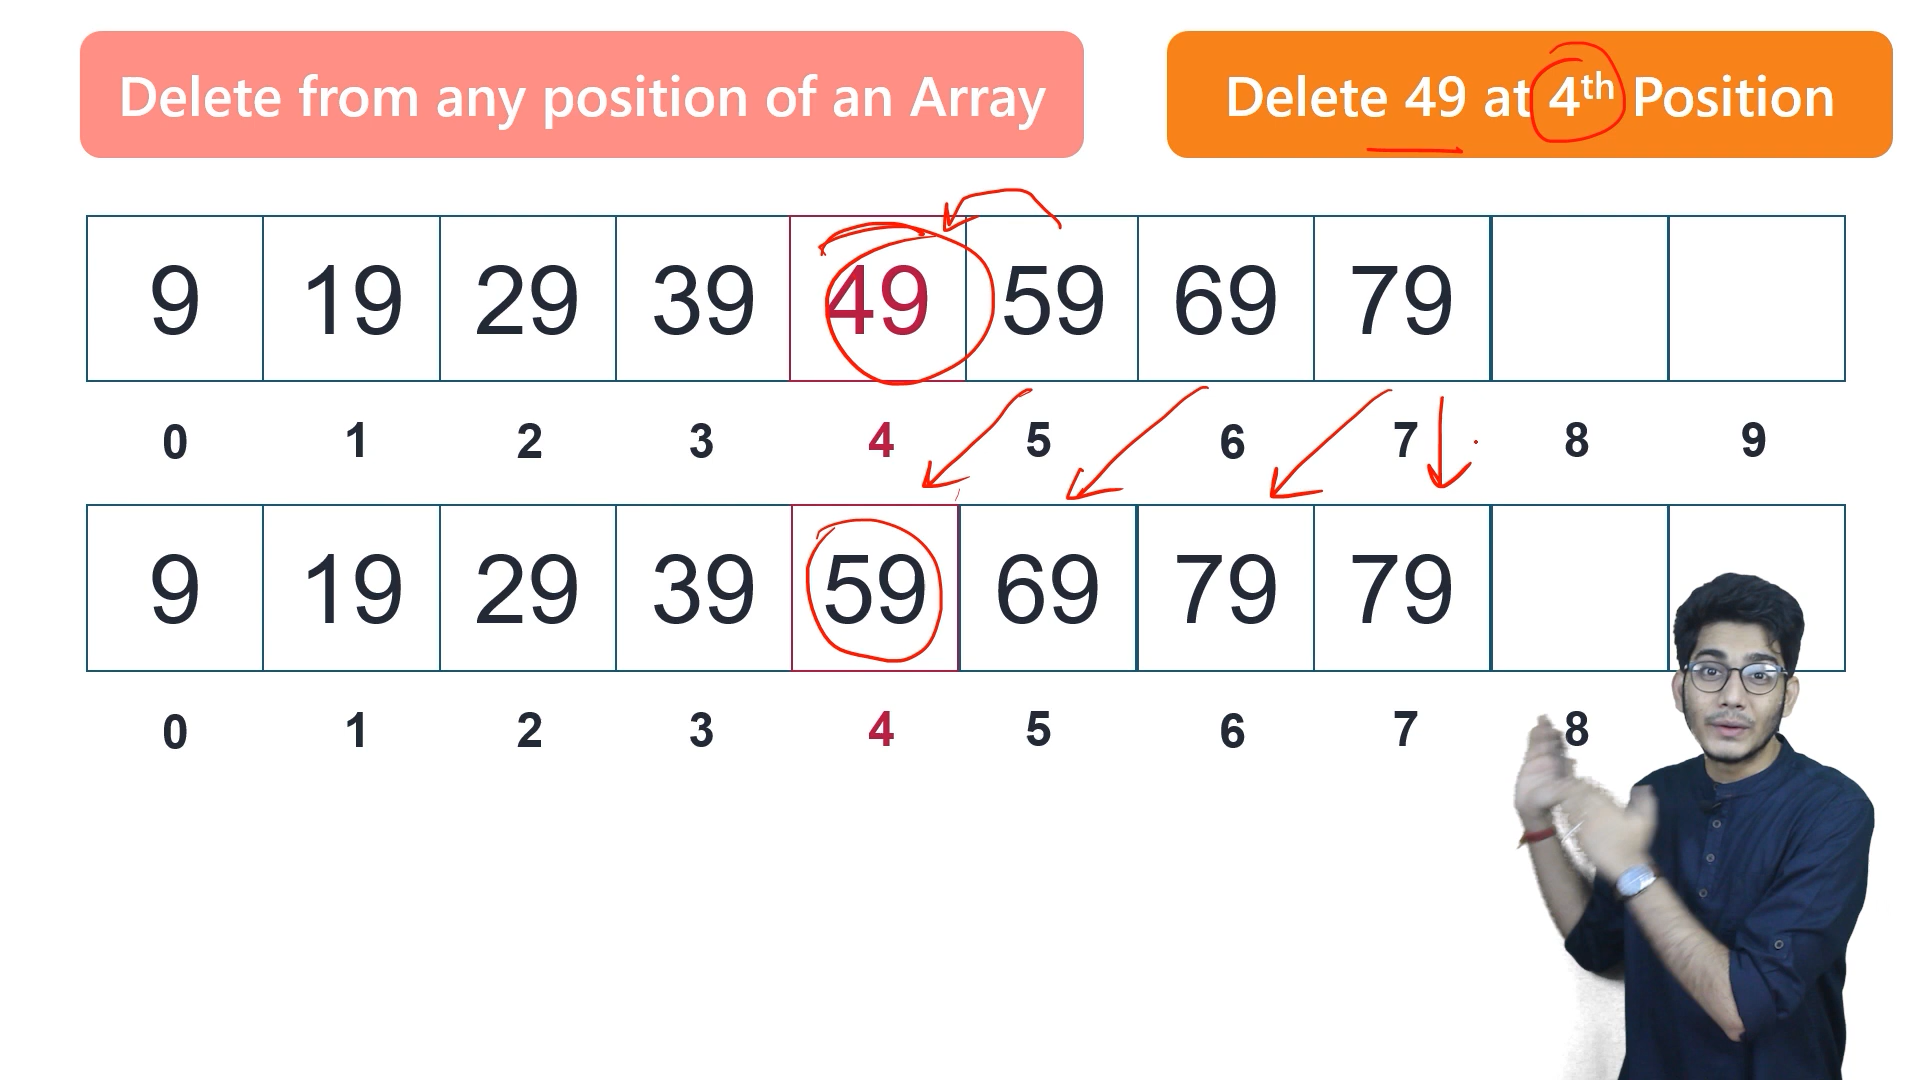 Delete from any position of an Array
Delete 49 at 4th Position
9 19 29 39 49 59 69 79
0 1 2 3 4 5 6 7 8 9
9 19 29 39 59 69 79 79
0 1 2 3 4 5 6 7 8